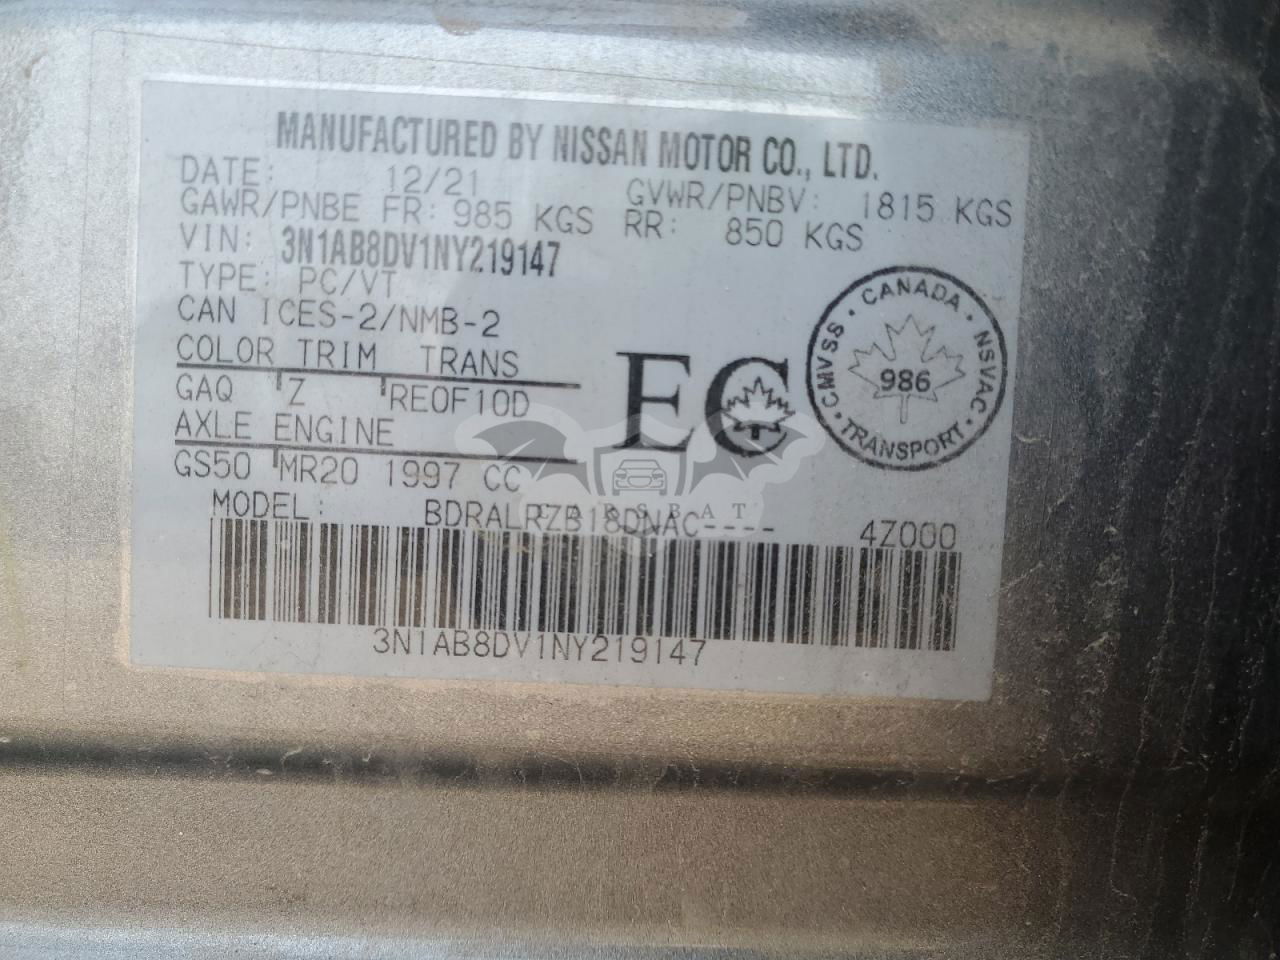 MANUFACTURED BY NISSAN MOTOR CO., LTD.
DATE: 12/21 GVWR/PNBV: 1815 KGS
GAWR/PNBE FR: 985 KGS RR: 850 KGS
VIN: 3N1AB8DV1NY219147
TYPE: PC/VT
CAN ICES-2/NMB-2
COLOR TRIM TRANS
GAQ Z RE0F10D
AXLE ENGINE
GS50 MR20 1997 CC
EC
CANADA · NSVAC · TRANSPORT · CMVSS ·
986
MODEL: BDRALRZB18DNAC---- 4Z000
CARSBAT
3N1AB8DV1NY219147